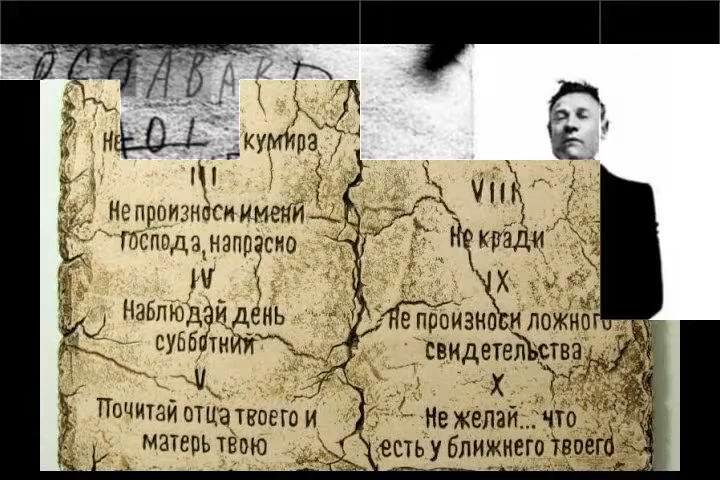 не кумира
III
Не произноси имени
господа, напрасно
IV
Наблюдай день
субботний
V
Почитай отца твоего и
матерь твою
VIII
Не кради
IX
Не произноси ложного
свидетельства
X
Не желай... что
есть у ближнего твоего